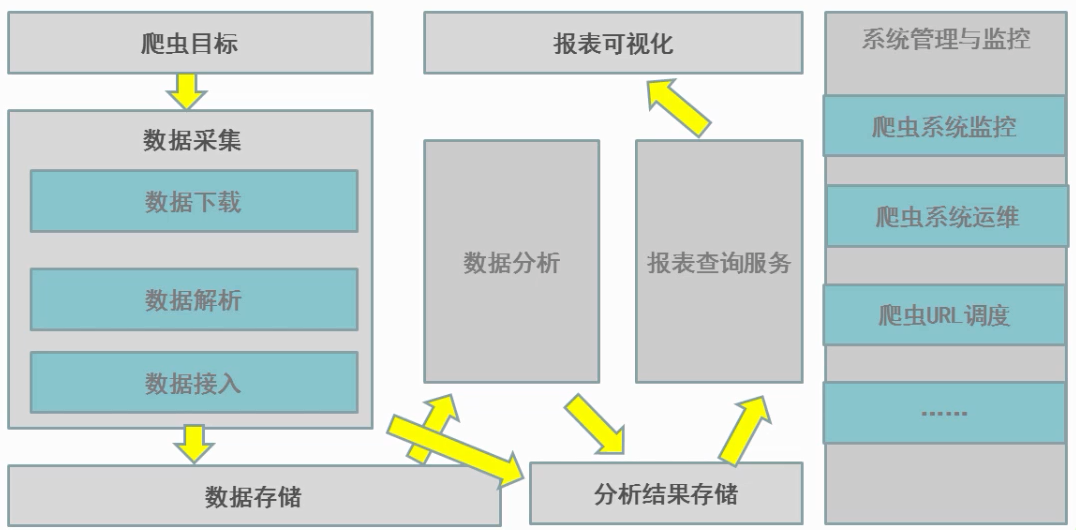 爬虫目标
数据采集
数据下载
数据解析
数据接入
数据存储
报表可视化
数据分析
报表查询服务
分析结果存储
系统管理与监控
爬虫系统监控
爬虫系统运维
爬虫URL调度
......